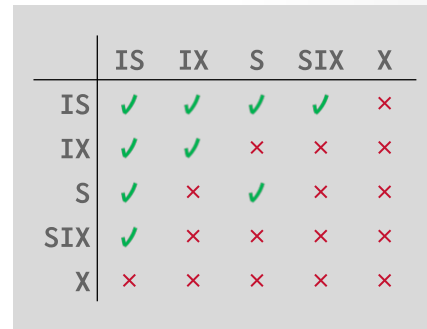 IS IX S SIX X
IS ✓ ✓ ✓ ✓ ×
IX ✓ ✓ × × ×
S ✓ × ✓ × ×
SIX ✓ × × × ×
X × × × × ×